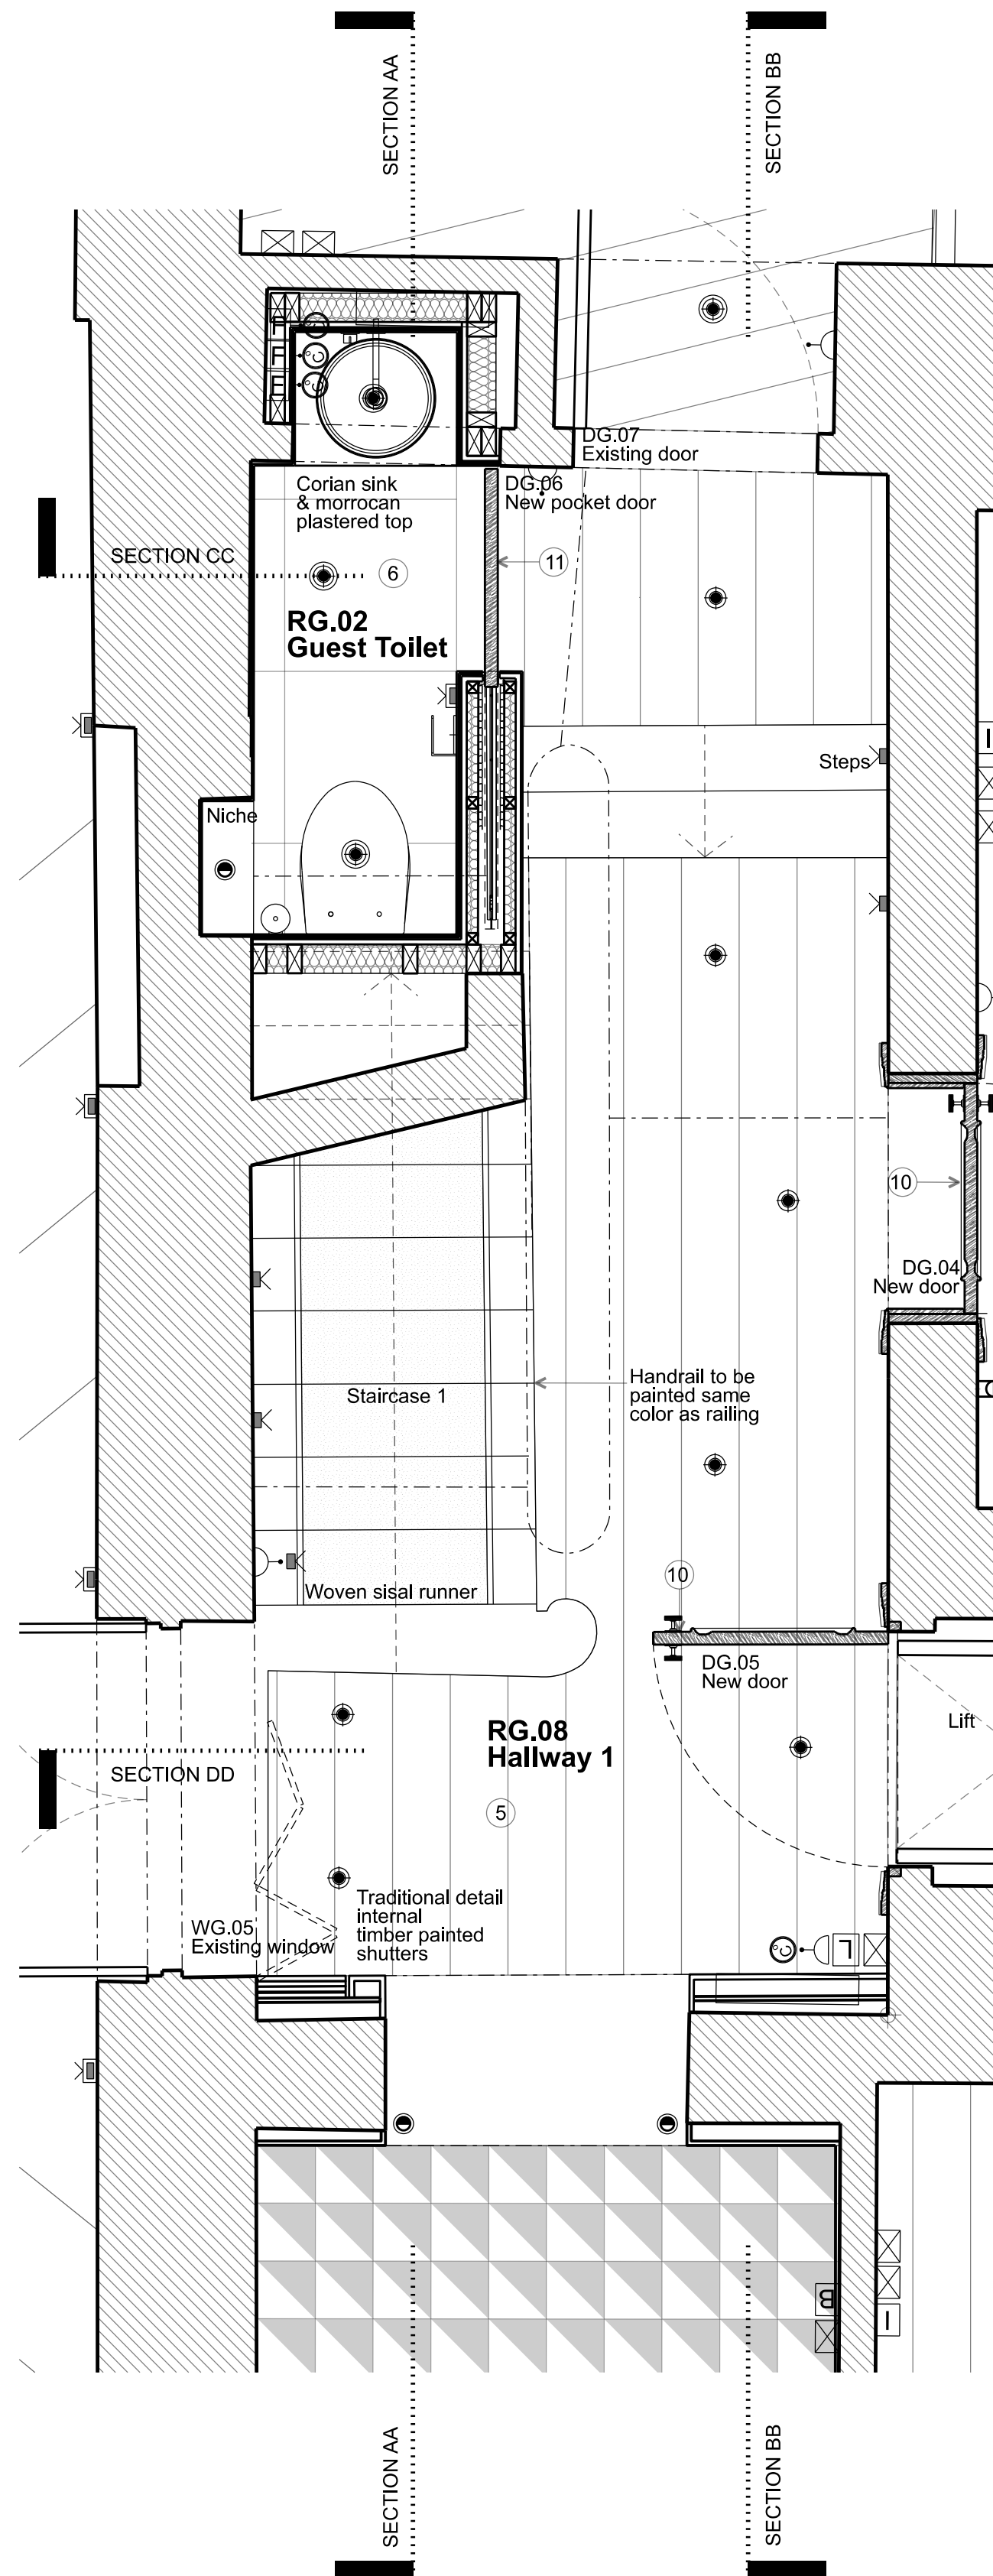 SECTION AA
SECTION BB
DG.07
Existing door
Corian sink
& morrocan
plastered top
DG.06
New pocket door
SECTION CC
6
11
RG.02
Guest Toilet
Steps
Niche
10
DG.04
New door
Handrail to be
painted same
color as railing
Staircase 1
10
Woven sisal runner
DG.05
New door
RG.08
Hallway 1
Lift
SECTION DD
5
Traditional detail
internal
timber painted
shutters
WG.05
Existing window
°C
L
B
I
SECTION AA
SECTION BB